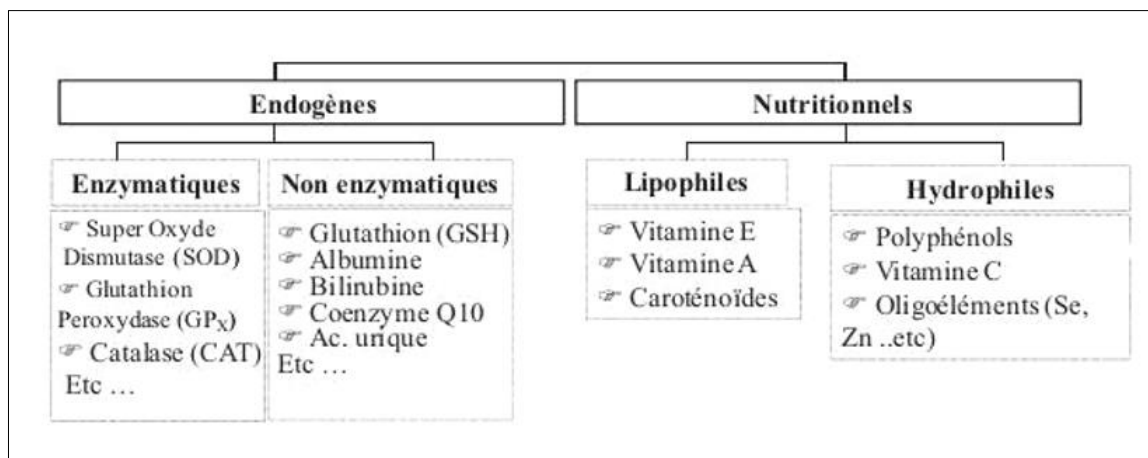 Endogènes
Nutritionnels
Enzymatiques
☞ Super Oxyde
Dismutase (SOD)
☞ Glutathion
Peroxydase (GPX)
☞ Catalase (CAT)
Etc …
Non enzymatiques
☞ Glutathion (GSH)
☞ Albumine
☞ Bilirubine
☞ Coenzyme Q10
☞ Ac. urique
Etc …
Lipophiles
☞ Vitamine E
☞ Vitamine A
☞ Caroténoïdes
Hydrophiles
☞ Polyphénols
☞ Vitamine C
☞ Oligoéléments (Se,
Zn ..etc)